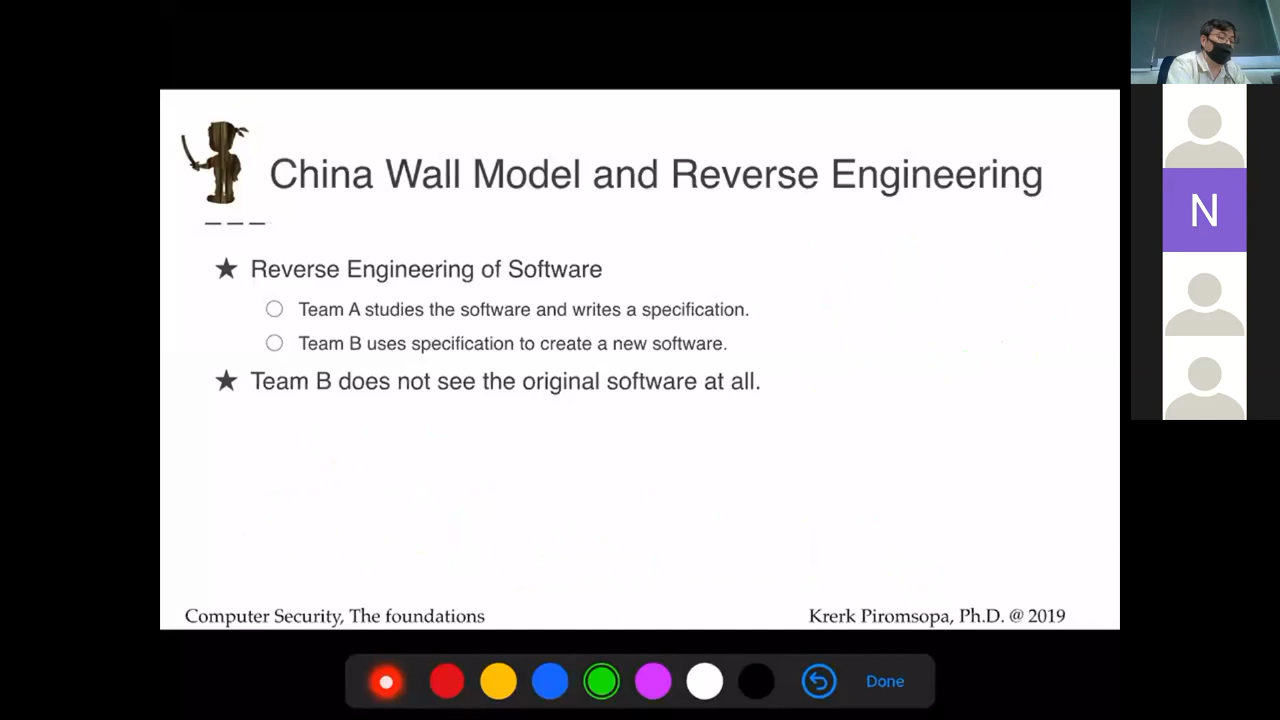 China Wall Model and Reverse Engineering
Reverse Engineering of Software
Team A studies the software and writes a specification.
Team B uses specification to create a new software.
Team B does not see the original software at all.
Computer Security, The foundations
Krerk Piromsopa, Ph.D. @ 2019
N
Done